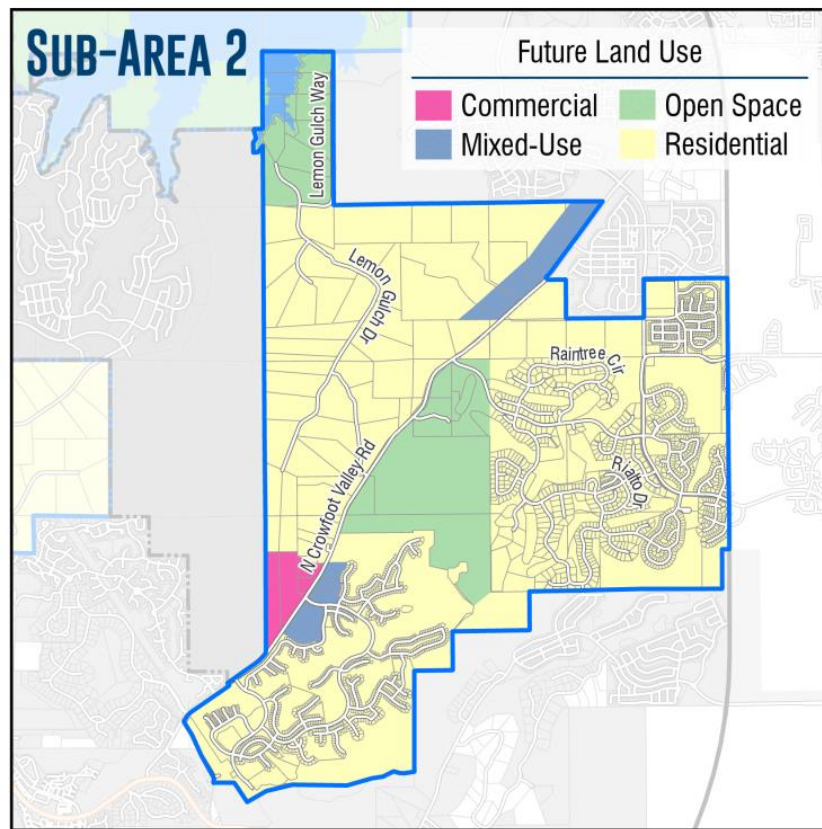 SUB-AREA 2
Future Land Use
Commercial
Open Space
Mixed-Use
Residential
Lemon Gulch Way
Lemon Gulch Dr
Raintree Cir
Rialto Dr
N Crowfoot Valley Rd